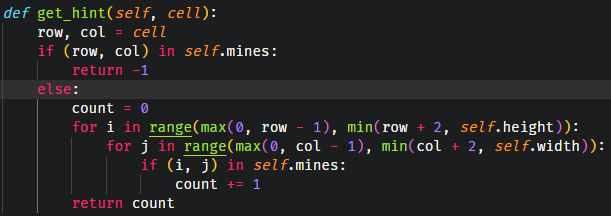 def get_hint(self, cell):
    row, col = cell
    if (row, col) in self.mines:
        return -1
    else:
        count = 0
        for i in range(max(0, row - 1), min(row + 2, self.height)):
            for j in range(max(0, col - 1), min(col + 2, self.width)):
                if (i, j) in self.mines:
                    count += 1
        return count